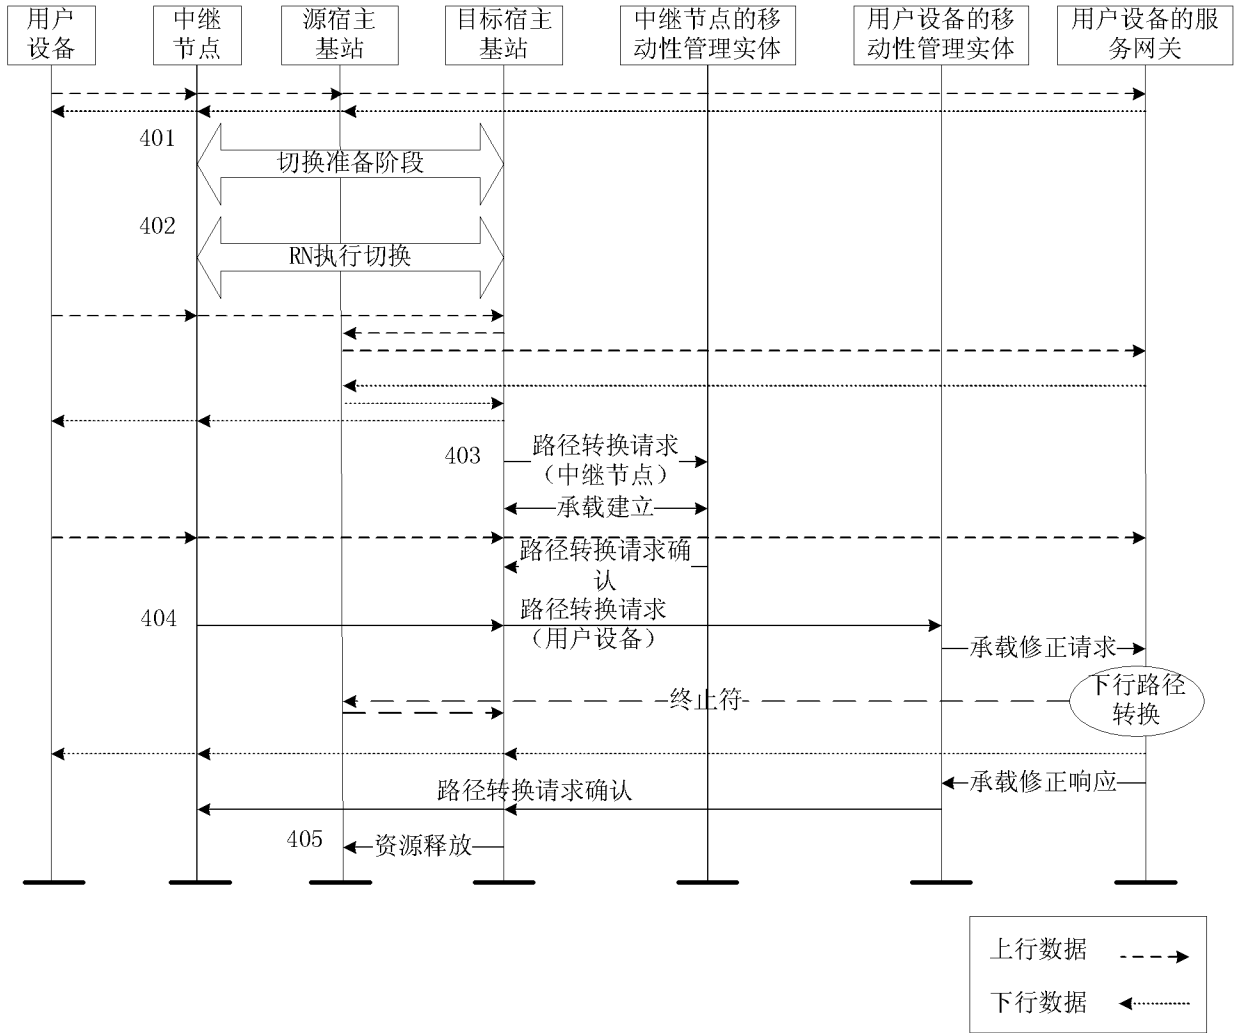 用户
设备
中继
节点
源宿主
基站
目标宿主
基站
中继节点的移
动性管理实体
用户设备的移
动性管理实体
用户设备的服
务网关
401
切换准备阶段
402
RN执行切换
403
路径转换请求
（中继节点）
承载建立
路径转换请求确
认
404
路径转换请求
（用户设备）
承载修正请求
下行路径
转换
终止符
承载修正响应
路径转换请求确认
405
资源释放
上行数据
下行数据